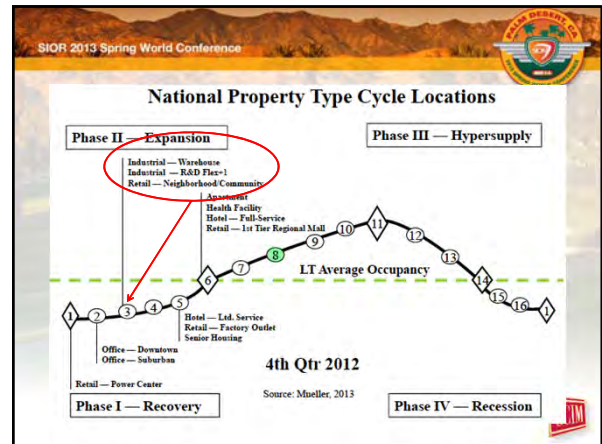 SIOR 2013 Spring World Conference
PALM DESERT, CA
National Property Type Cycle Locations
Phase II — Expansion
Phase III — Hypersupply
Industrial — Warehouse
Industrial — R&D Flex+1
Retail — Neighborhood/Community
Apartment
Health Facility
Hotel — Full-Service
Retail — 1st Tier Regional Mall
1
2
3
4
5
6
7
8
9
10
11
12
13
14
15
16
1
LT Average Occupancy
Hotel — Ltd. Service
Retail — Factory Outlet
Senior Housing
Office — Downtown
Office — Suburban
Retail — Power Center
4th Qtr 2012
Source: Mueller, 2013
Phase I — Recovery
Phase IV — Recession